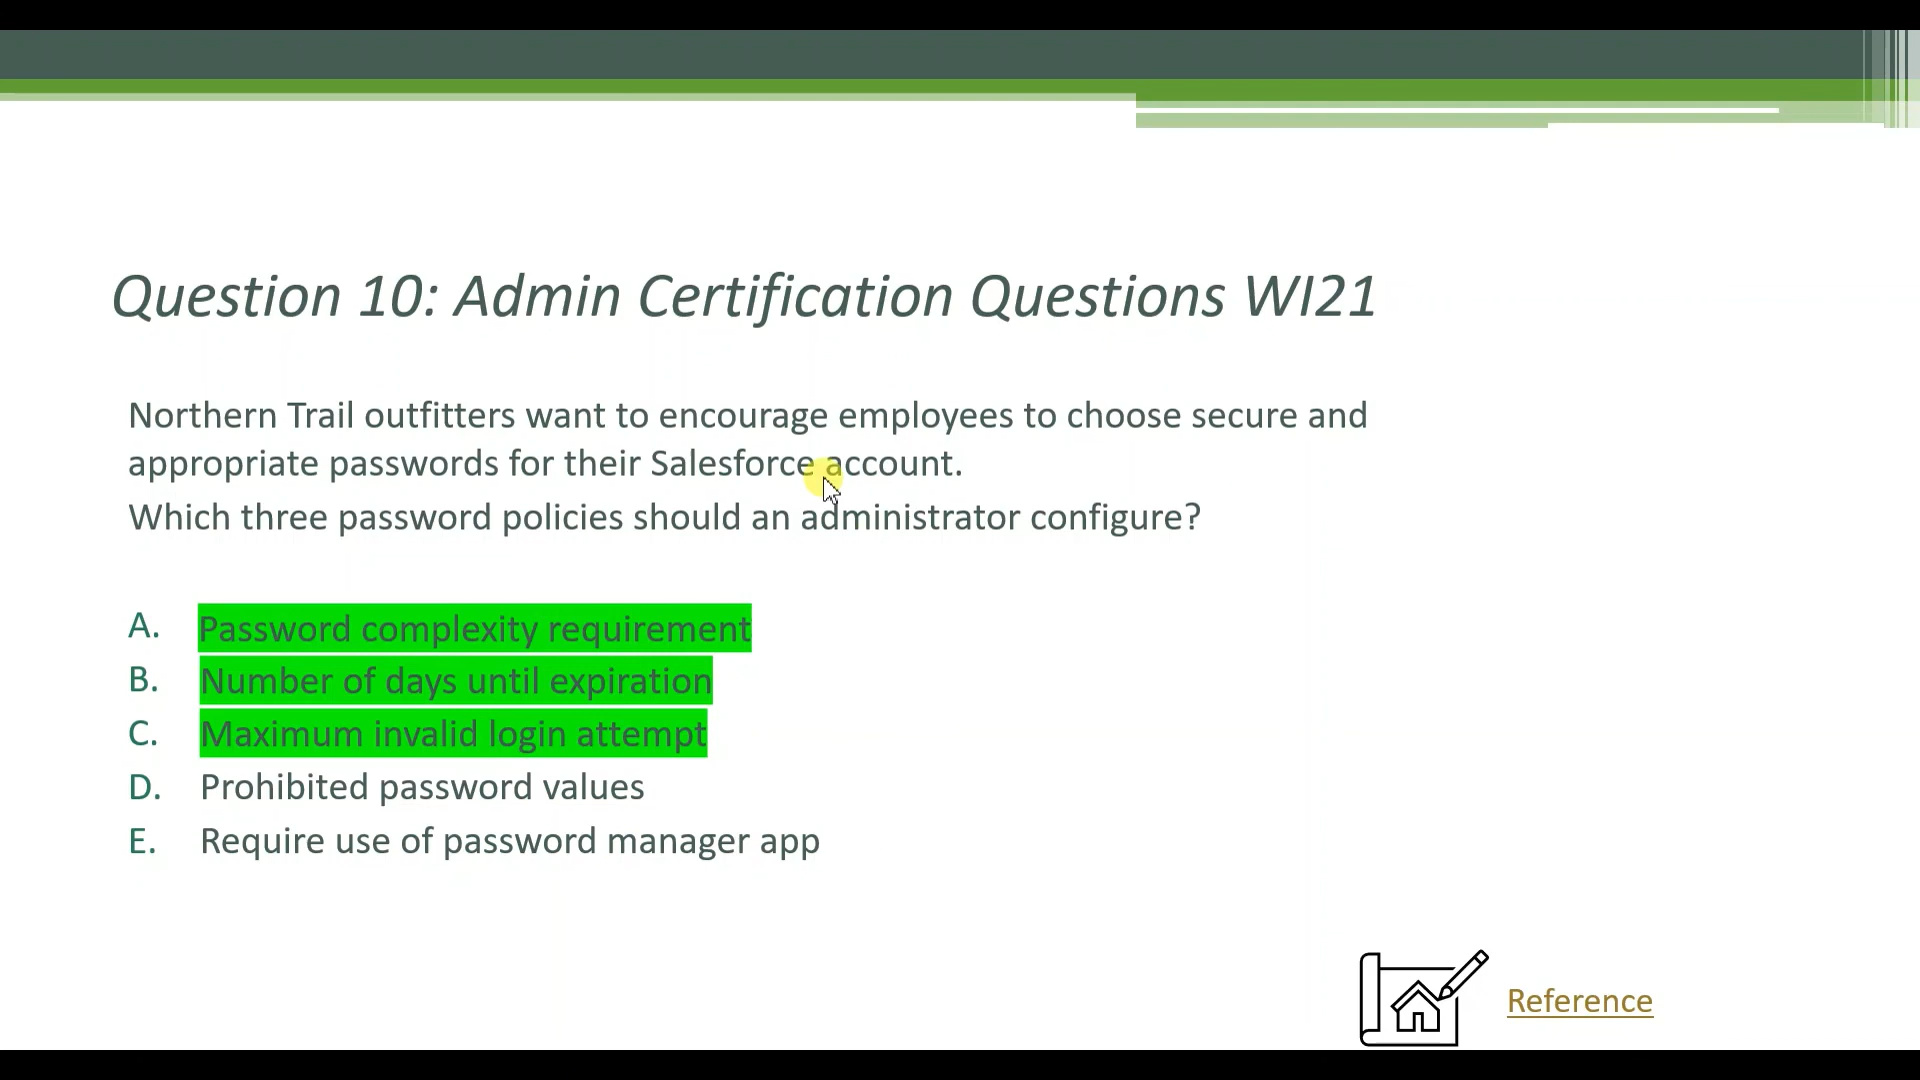 Question 10: Admin Certification Questions WI21
Northern Trail outfitters want to encourage employees to choose secure and
appropriate passwords for their Salesforce account.
Which three password policies should an administrator configure?
A. Password complexity requirement
B. Number of days until expiration
C. Maximum invalid login attempt
D. Prohibited password values
E. Require use of password manager app
Reference